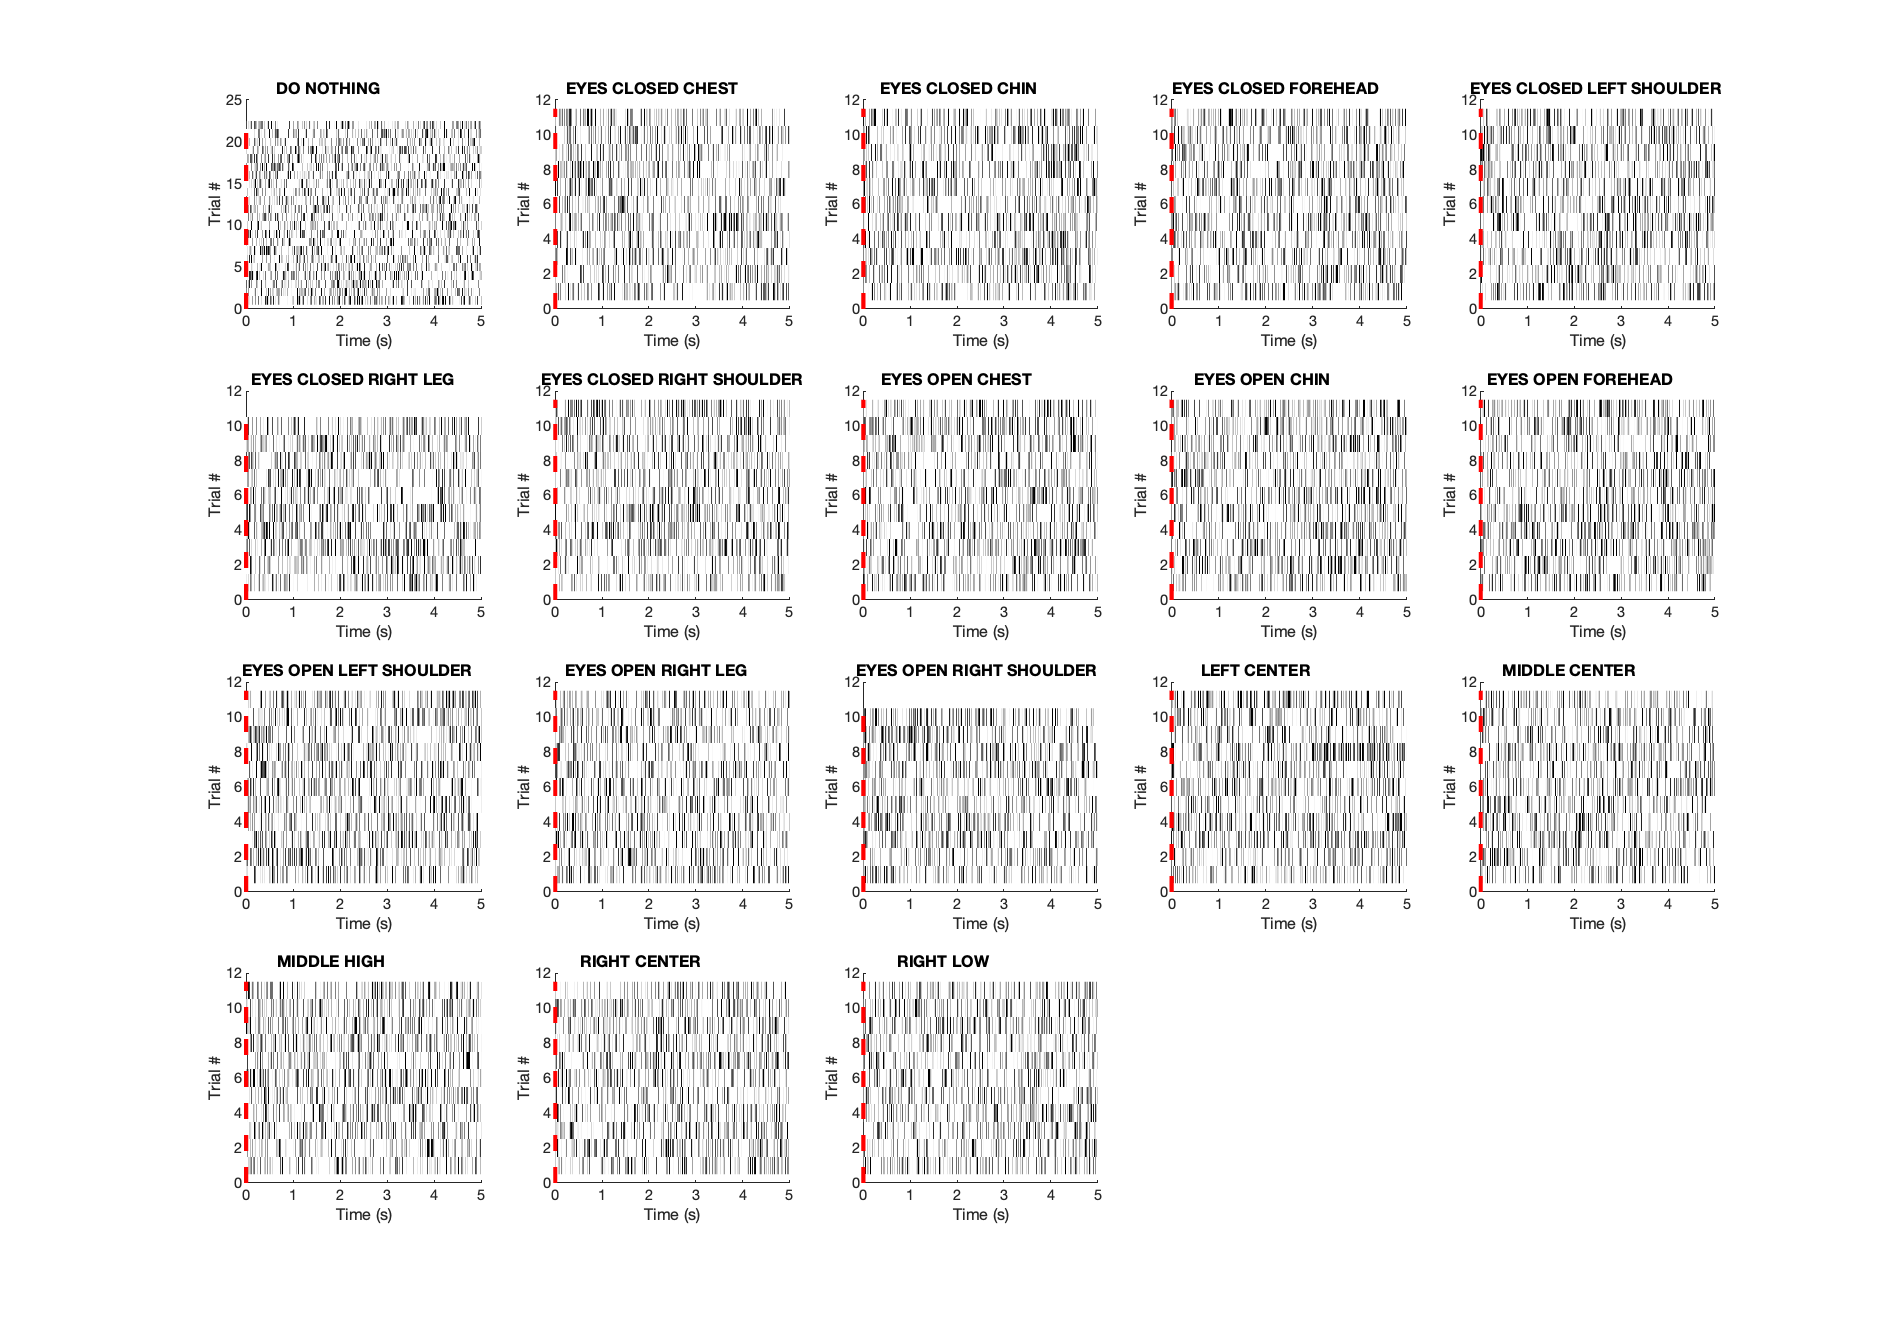 DO NOTHING
25
20
15
10
5
0
Trial #
0 1 2 3 4 5
Time (s)
EYES CLOSED CHEST
12
10
8
6
4
2
0
Trial #
0 1 2 3 4 5
Time (s)
EYES CLOSED CHIN
12
10
8
6
4
2
0
Trial #
0 1 2 3 4 5
Time (s)
EYES CLOSED FOREHEAD
12
10
8
6
4
2
0
Trial #
0 1 2 3 4 5
Time (s)
EYES CLOSED LEFT SHOULDER
12
10
8
6
4
2
0
Trial #
0 1 2 3 4 5
Time (s)
EYES CLOSED RIGHT LEG
12
10
8
6
4
2
0
Trial #
0 1 2 3 4 5
Time (s)
EYES CLOSED RIGHT SHOULDER
12
10
8
6
4
2
0
Trial #
0 1 2 3 4 5
Time (s)
EYES OPEN CHEST
12
10
8
6
4
2
0
Trial #
0 1 2 3 4 5
Time (s)
EYES OPEN CHIN
12
10
8
6
4
2
0
Trial #
0 1 2 3 4 5
Time (s)
EYES OPEN FOREHEAD
12
10
8
6
4
2
0
Trial #
0 1 2 3 4 5
Time (s)
EYES OPEN LEFT SHOULDER
12
10
8
6
4
2
0
Trial #
0 1 2 3 4 5
Time (s)
EYES OPEN RIGHT LEG
12
10
8
6
4
2
0
Trial #
0 1 2 3 4 5
Time (s)
EYES OPEN RIGHT SHOULDER
12
10
8
6
4
2
0
Trial #
0 1 2 3 4 5
Time (s)
LEFT CENTER
12
10
8
6
4
2
0
Trial #
0 1 2 3 4 5
Time (s)
MIDDLE CENTER
12
10
8
6
4
2
0
Trial #
0 1 2 3 4 5
Time (s)
MIDDLE HIGH
12
10
8
6
4
2
0
Trial #
0 1 2 3 4 5
Time (s)
RIGHT CENTER
12
10
8
6
4
2
0
Trial #
0 1 2 3 4 5
Time (s)
RIGHT LOW
12
10
8
6
4
2
0
Trial #
0 1 2 3 4 5
Time (s)